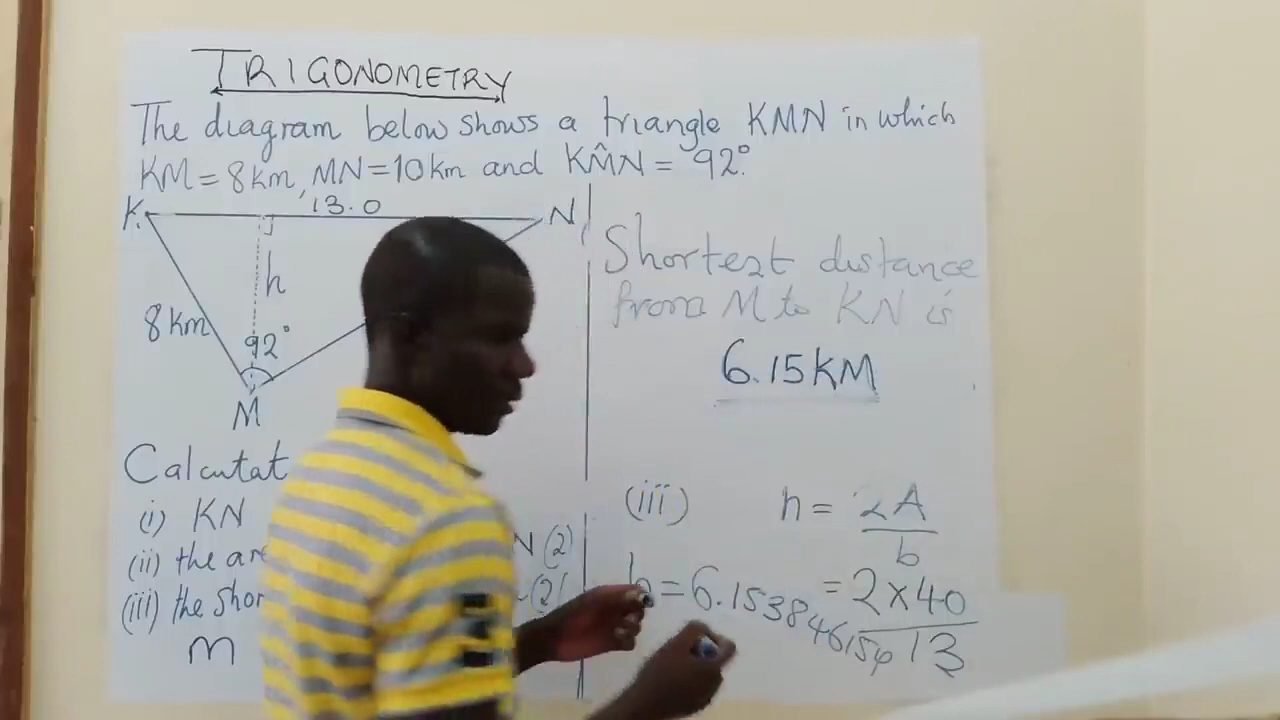 TRIGONOMETRY
The diagram below shows a triangle KMN in which
KM = 8km, MN = 10km and KM̂N = 92°.
K
13.0
N
h
8km
92°
M
Calcutat
(i) KN
(ii) the are
N (2)
(iii) the shor
(2)
m
Shortest distance
from M to KN is
6.15KM
(iii) h = 2A
b
= 2×40
13
h = 6.153846154